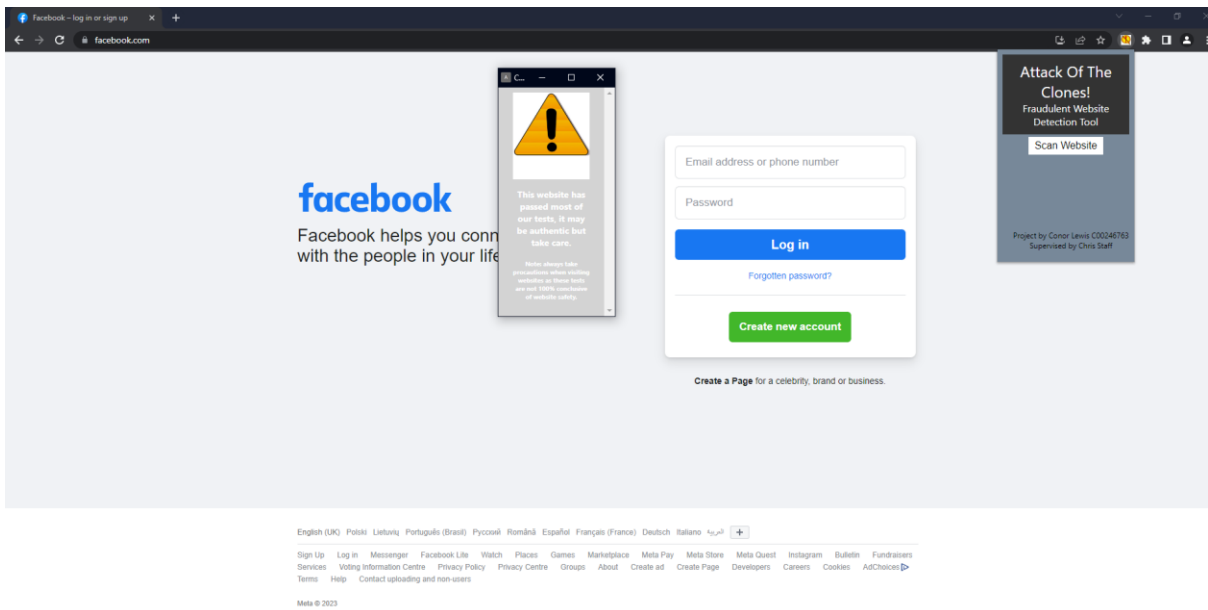 Facebook – log in or sign up
facebook.com
C...
This website has
passed most of
our tests, it may
be authentic but
take care.
Note: always take
precautions when visiting
websites as these tests
are not 100% conclusive
of website safety.
Attack Of The
Clones!
Fraudulent Website
Detection Tool
Scan Website
Project by Conor Lewis C00246763
Supervised by Chris Staff
facebook
Facebook helps you conn
with the people in your life
Email address or phone number
Password
Log in
Forgotten password?
Create new account
Create a Page for a celebrity, brand or business.
English (UK) Polski Lietuvių Português (Brasil) Русский Română Español Français (France) Deutsch Italiano العربية +
Sign Up Log in Messenger Facebook Lite Watch Places Games Marketplace Meta Pay Meta Store Meta Quest Instagram Bulletin Fundraisers
Services Voting Information Centre Privacy Policy Privacy Centre Groups About Create ad Create Page Developers Careers Cookies AdChoices
Terms Help Contact uploading and non-users
Meta © 2023